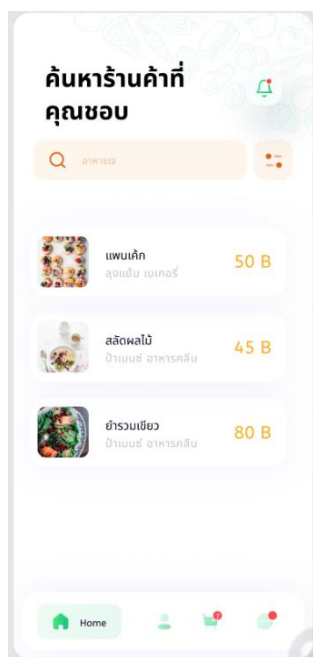 ค้นหาร้านค้าที่
คุณชอบ
อาหารเจ
แพนเค้ก
ลุงแย้ม เบเกอรี่
50 B
สลัดผลไม้
ป้าเมนต์ อาหารคลีน
45 B
ยำรวมเขียว
ป้าเมนต์ อาหารคลีน
80 B
Home
7